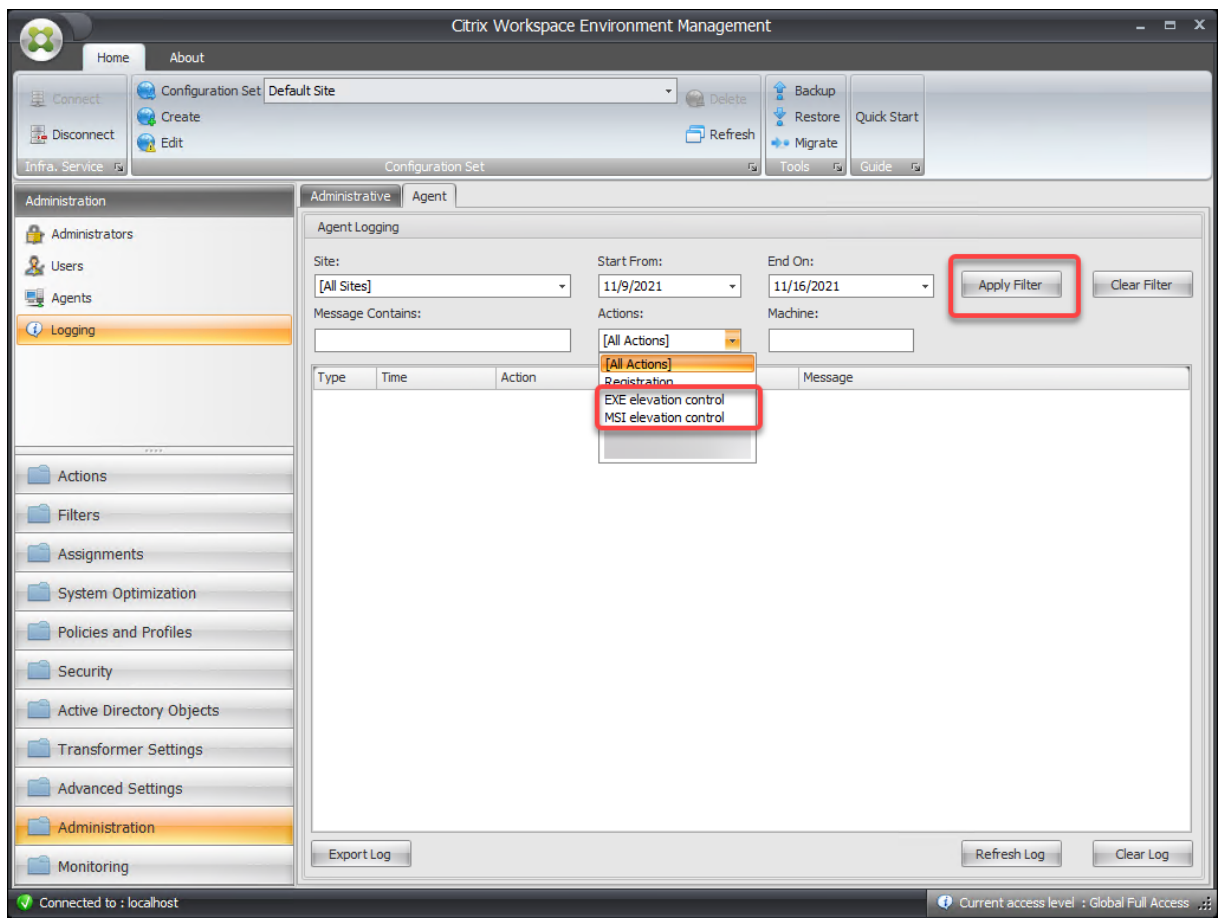 Citrix Workspace Environment Management
Home About
Connect
Disconnect
Infra. Service
Configuration Set Default Site
Create
Edit
Delete
Refresh
Configuration Set
Backup
Restore
Migrate
Tools
Quick Start
Guide
Administration
Administrators
Users
Agents
Logging
Actions
Filters
Assignments
System Optimization
Policies and Profiles
Security
Active Directory Objects
Transformer Settings
Advanced Settings
Administration
Monitoring
Administrative Agent
Agent Logging
Site: Start From: End On:
[All Sites] 11/9/2021 11/16/2021 Apply Filter Clear Filter
Message Contains: Actions: Machine:
[All Actions]
[All Actions]
Registration
EXE elevation control
MSI elevation control
Type Time Action Message
Export Log Refresh Log Clear Log
Connected to : localhost Current access level : Global Full Access